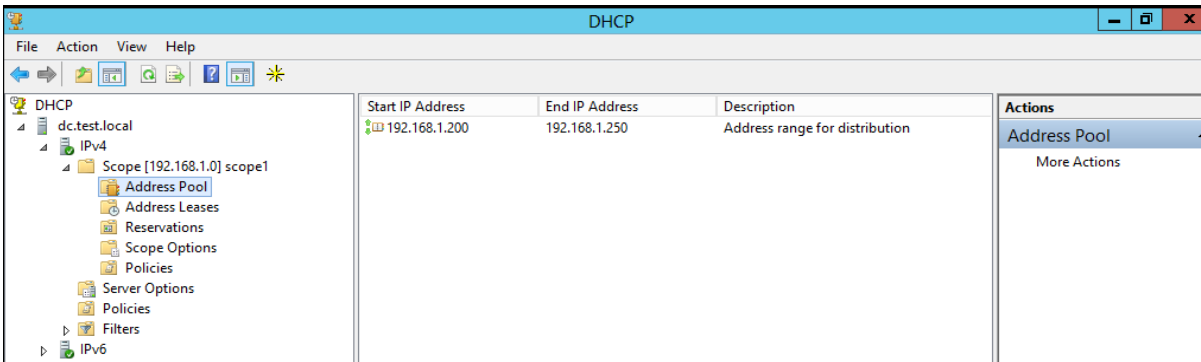 DHCP
File Action View Help
DHCP
dc.test.local
IPv4
Scope [192.168.1.0] scope1
Address Pool
Address Leases
Reservations
Scope Options
Policies
Server Options
Policies
Filters
IPv6
Start IP Address End IP Address Description
192.168.1.200 192.168.1.250 Address range for distribution
Actions
Address Pool
More Actions